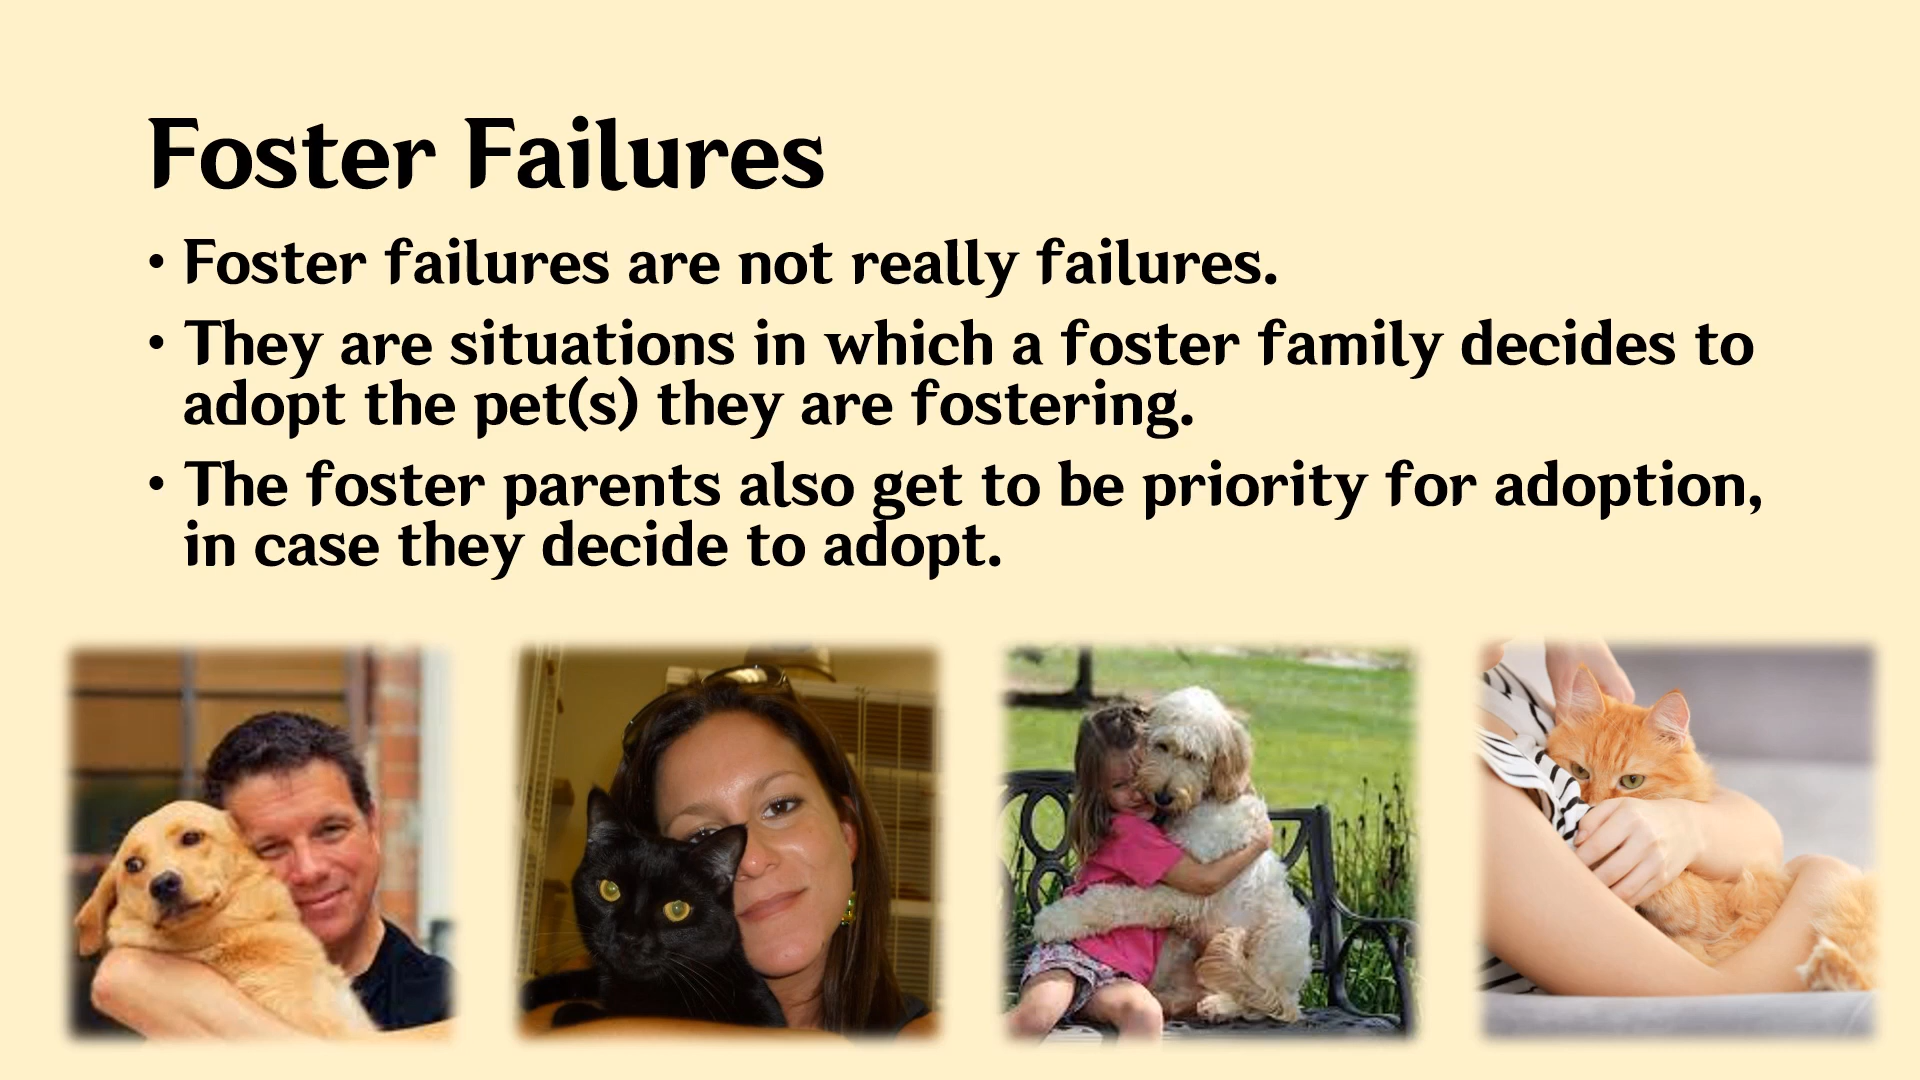 Foster Failures
• Foster failures are not really failures.
• They are situations in which a foster family decides to
adopt the pet(s) they are fostering.
• The foster parents also get to be priority for adoption,
in case they decide to adopt.